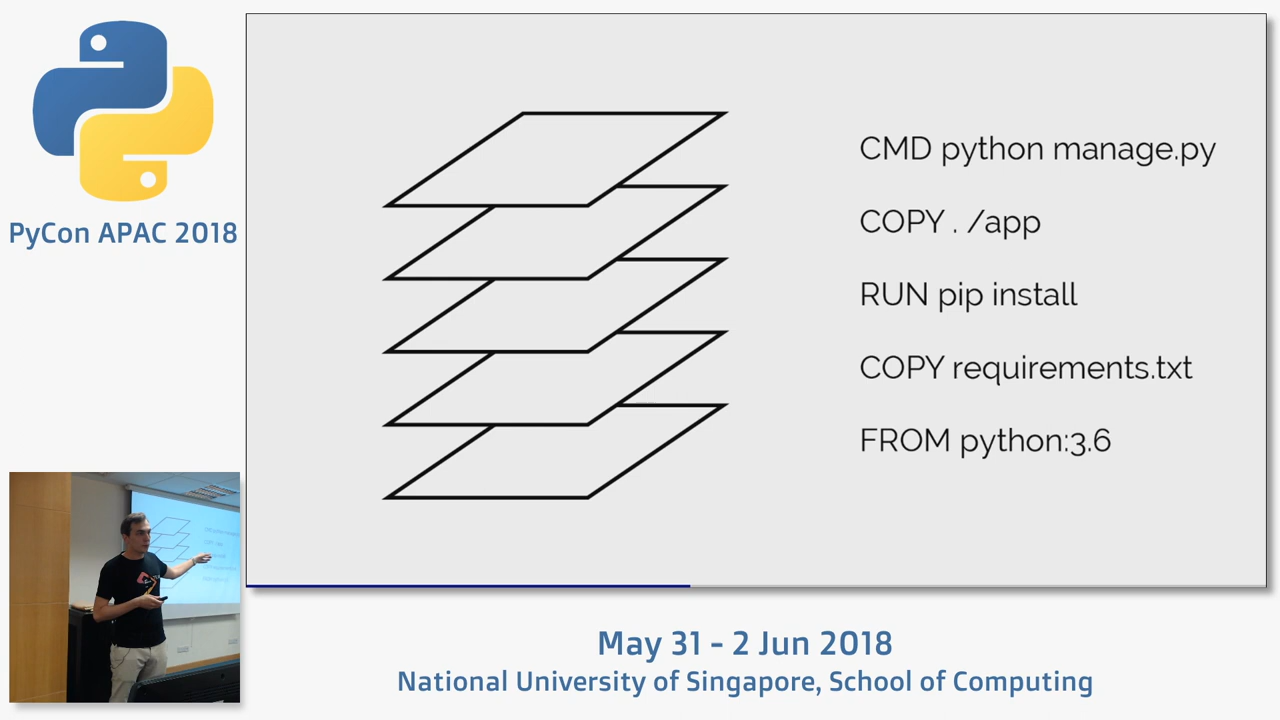 PyCon APAC 2018
CMD python manage.py
COPY . /app
RUN pip install
COPY requirements.txt
FROM python:3.6
May 31 - 2 Jun 2018
National University of Singapore, School of Computing